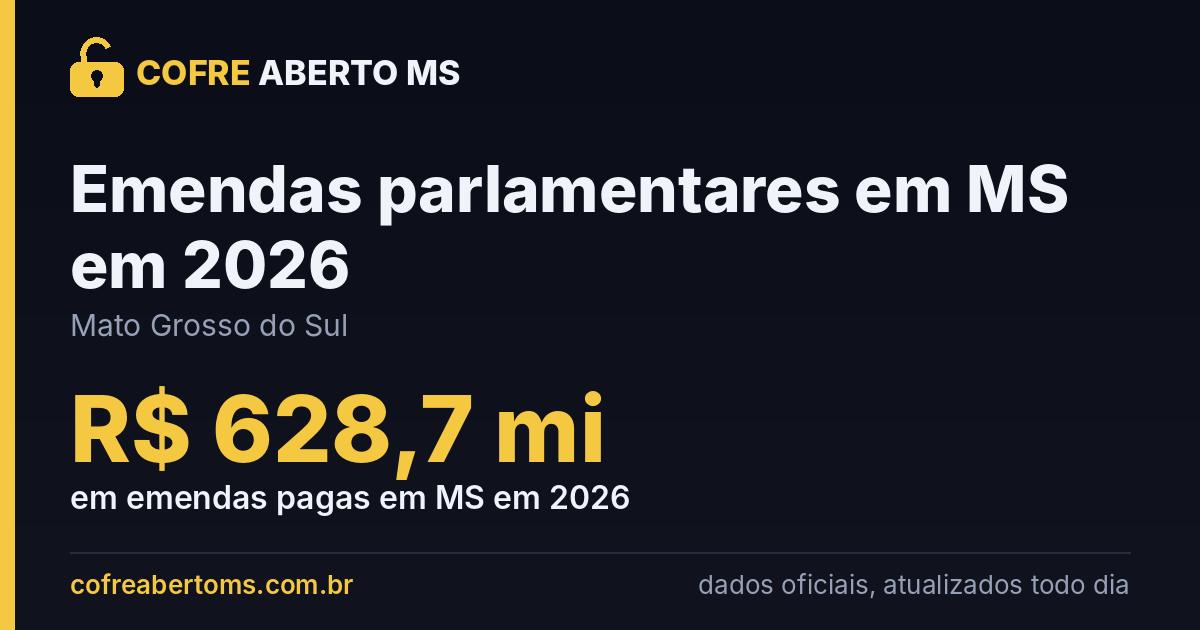 COFRE ABERTO MS
Emendas parlamentares em MS
em 2026
Mato Grosso do Sul
R$ 628,7 mi
em emendas pagas em MS em 2026
cofreabertoms.com.br
dados oficiais, atualizados todo dia